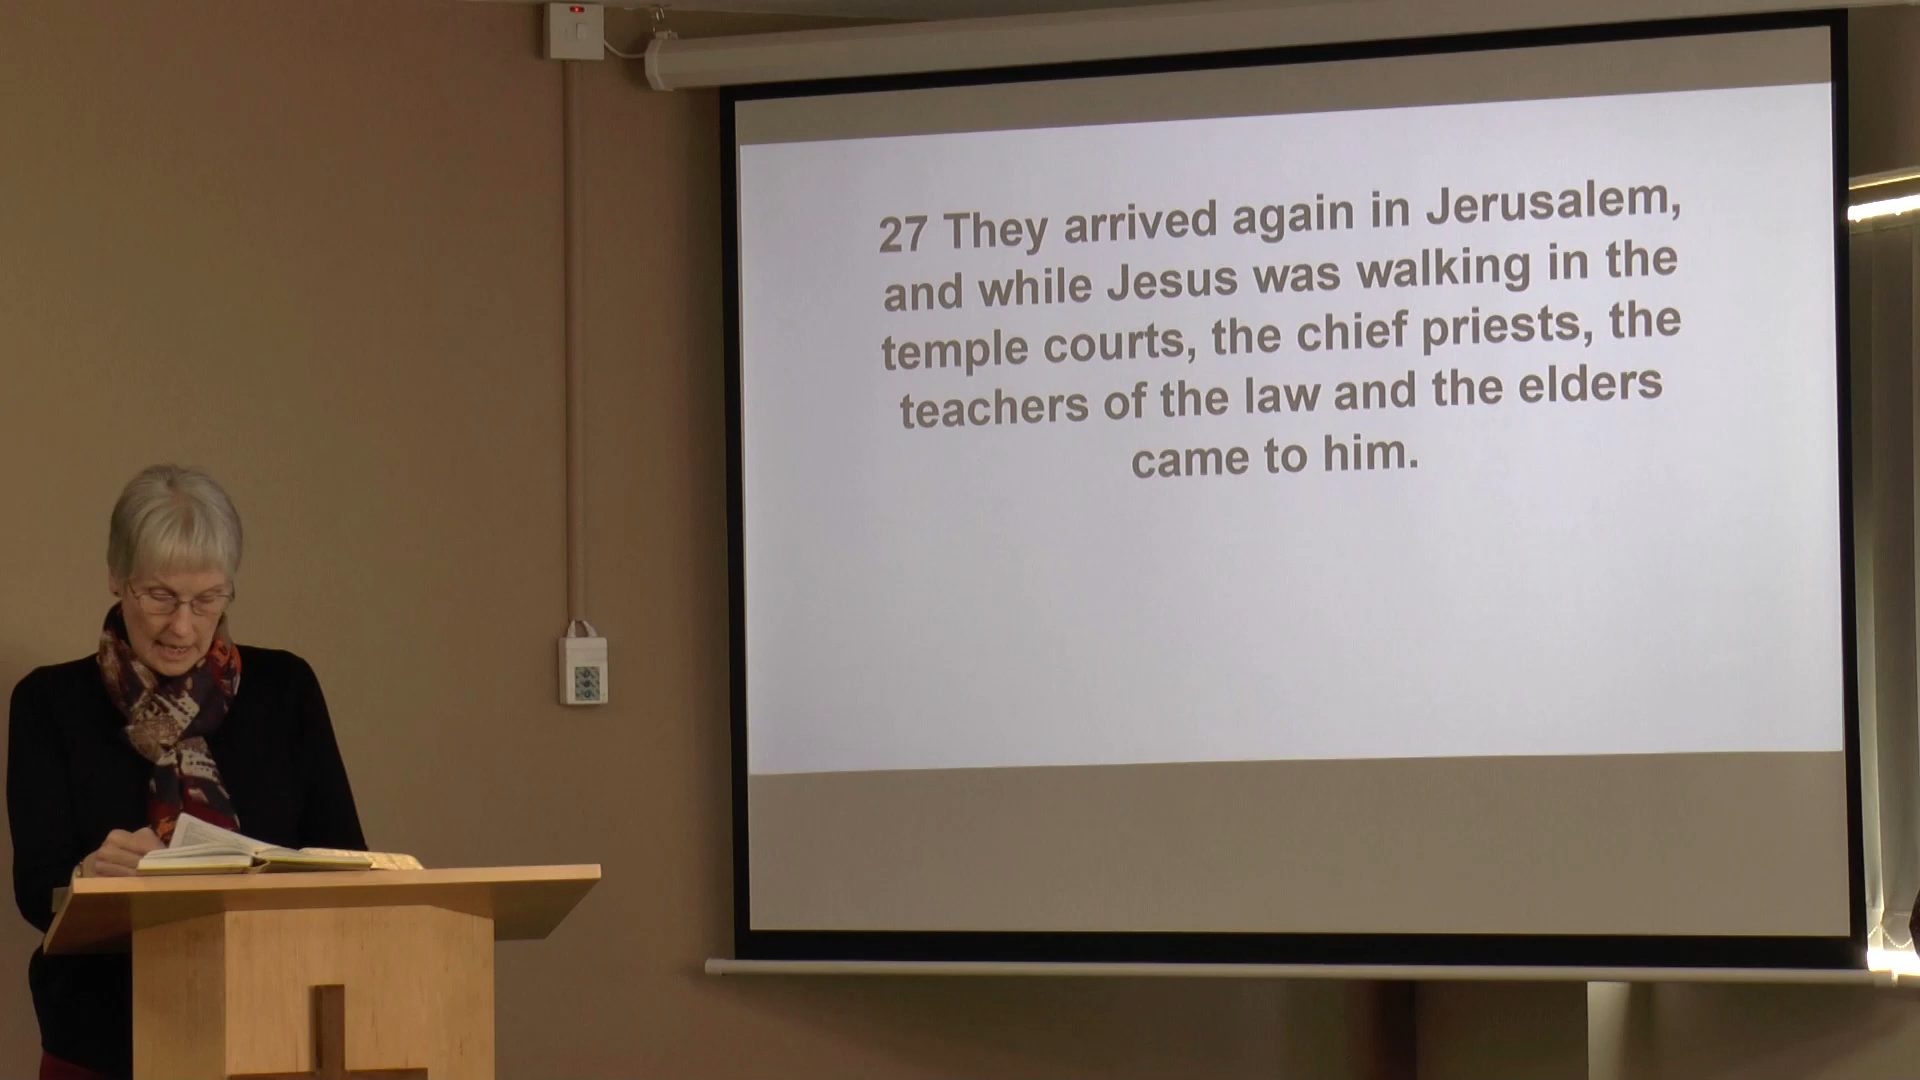 27 They arrived again in Jerusalem,
and while Jesus was walking in the
temple courts, the chief priests, the
teachers of the law and the elders
came to him.